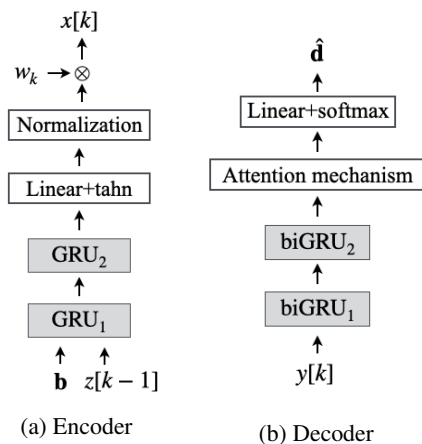 x[k]
w_k
⊗
Normalization
Linear+tahn
GRU₂
GRU₁
b z[k − 1]
(a) Encoder
d̂
Linear+softmax
Attention mechanism
biGRU₂
biGRU₁
y[k]
(b) Decoder